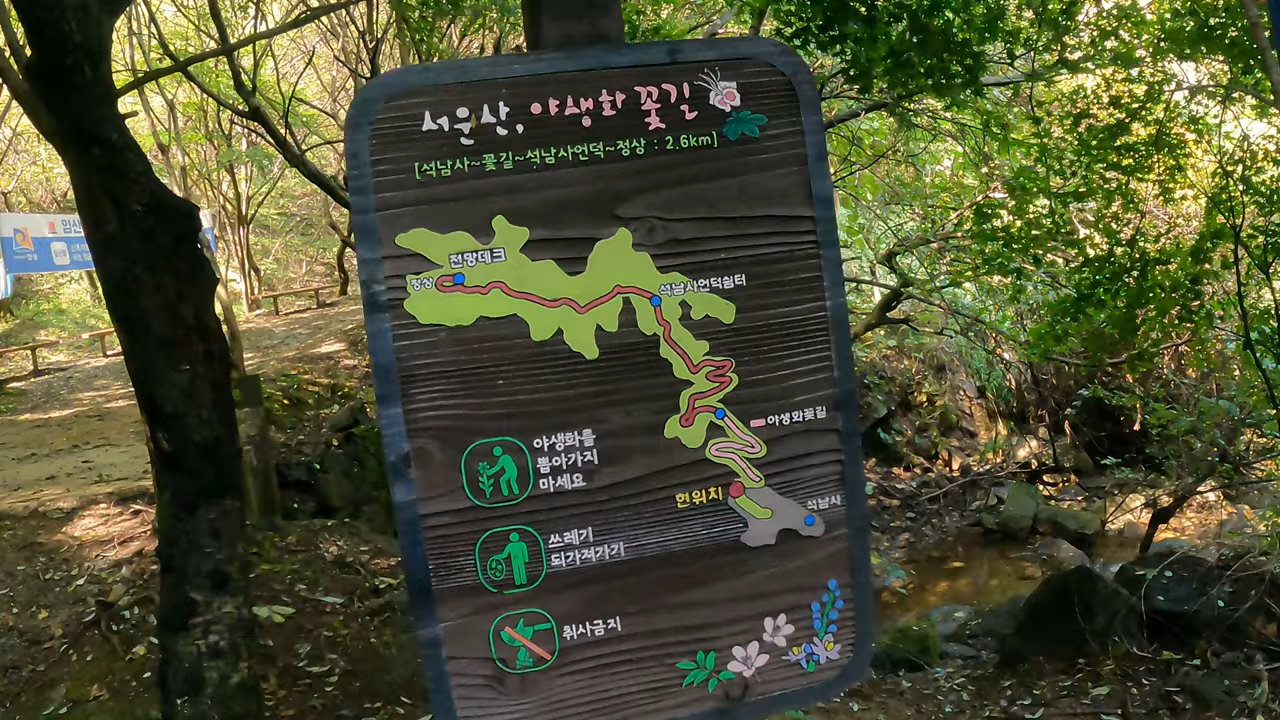 서운산, 야생화 꽃길
[석남사~꽃길~석남사언덕~정상 : 2.6km]
전망데크
정상
석남사언덕쉼터
야생화꽃길
현위치
석남사
야생화를
뽑아가지
마세요
쓰레기
되가져가기
취사금지
임산